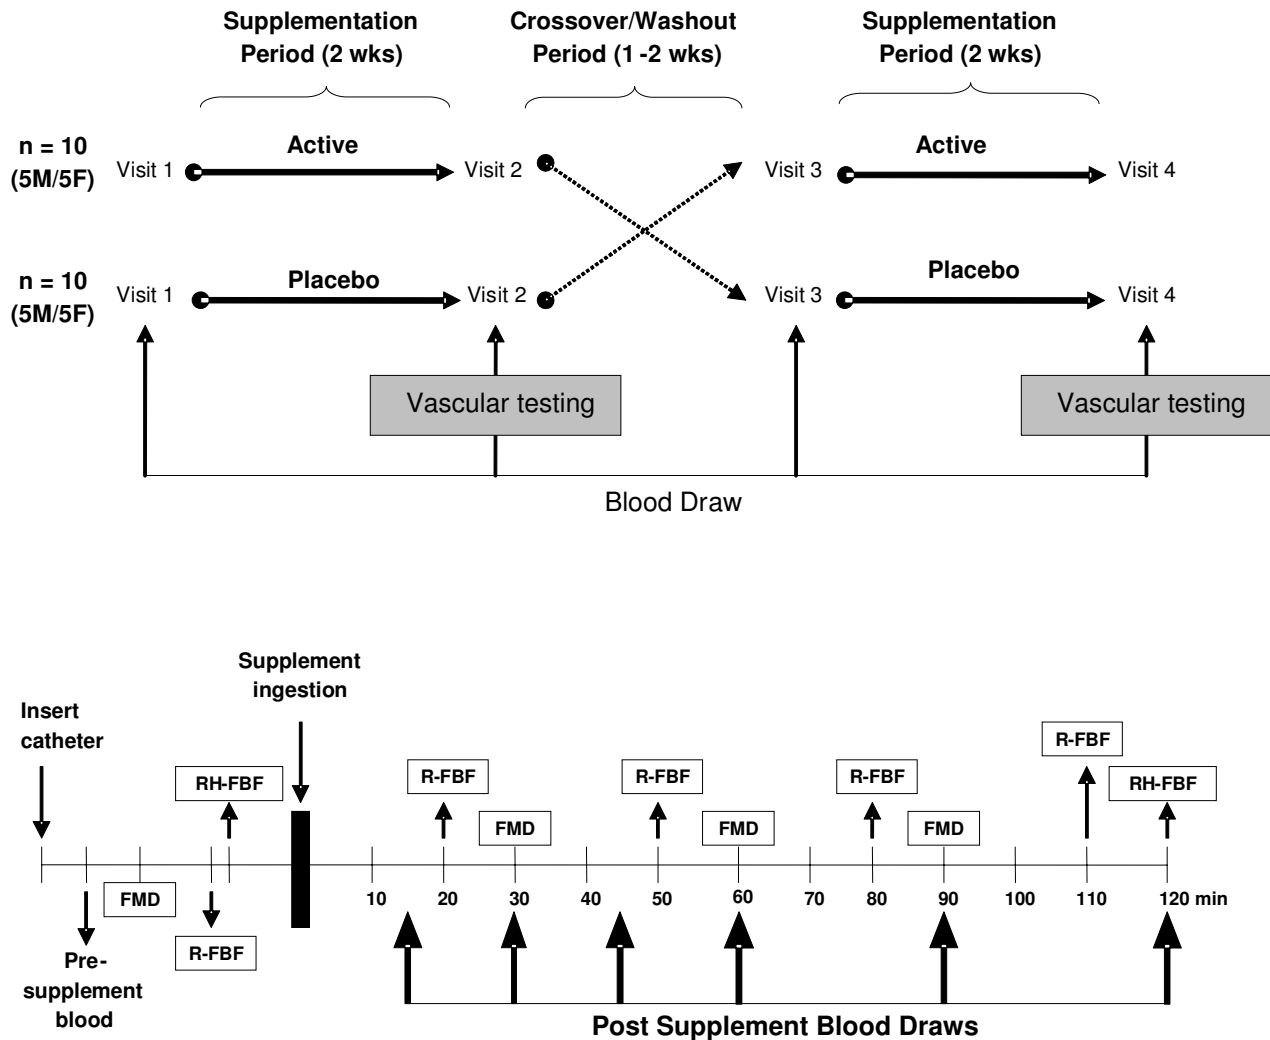 Supplementation
Period (2 wks)
Crossover/Washout
Period (1 -2 wks)
Supplementation
Period (2 wks)
n = 10
(5M/5F)
Visit 1
Active
Visit 2
Visit 3
Active
Visit 4
n = 10
(5M/5F)
Visit 1
Placebo
Visit 2
Visit 3
Placebo
Visit 4
Vascular testing
Vascular testing
Blood Draw
Supplement
ingestion
Insert
catheter
RH-FBF
R-FBF
R-FBF
R-FBF
R-FBF
RH-FBF
FMD
FMD
FMD
FMD
R-FBF
10
20
30
40
50
60
70
80
90
100
110
120 min
Pre-
supplement
blood
Post Supplement Blood Draws